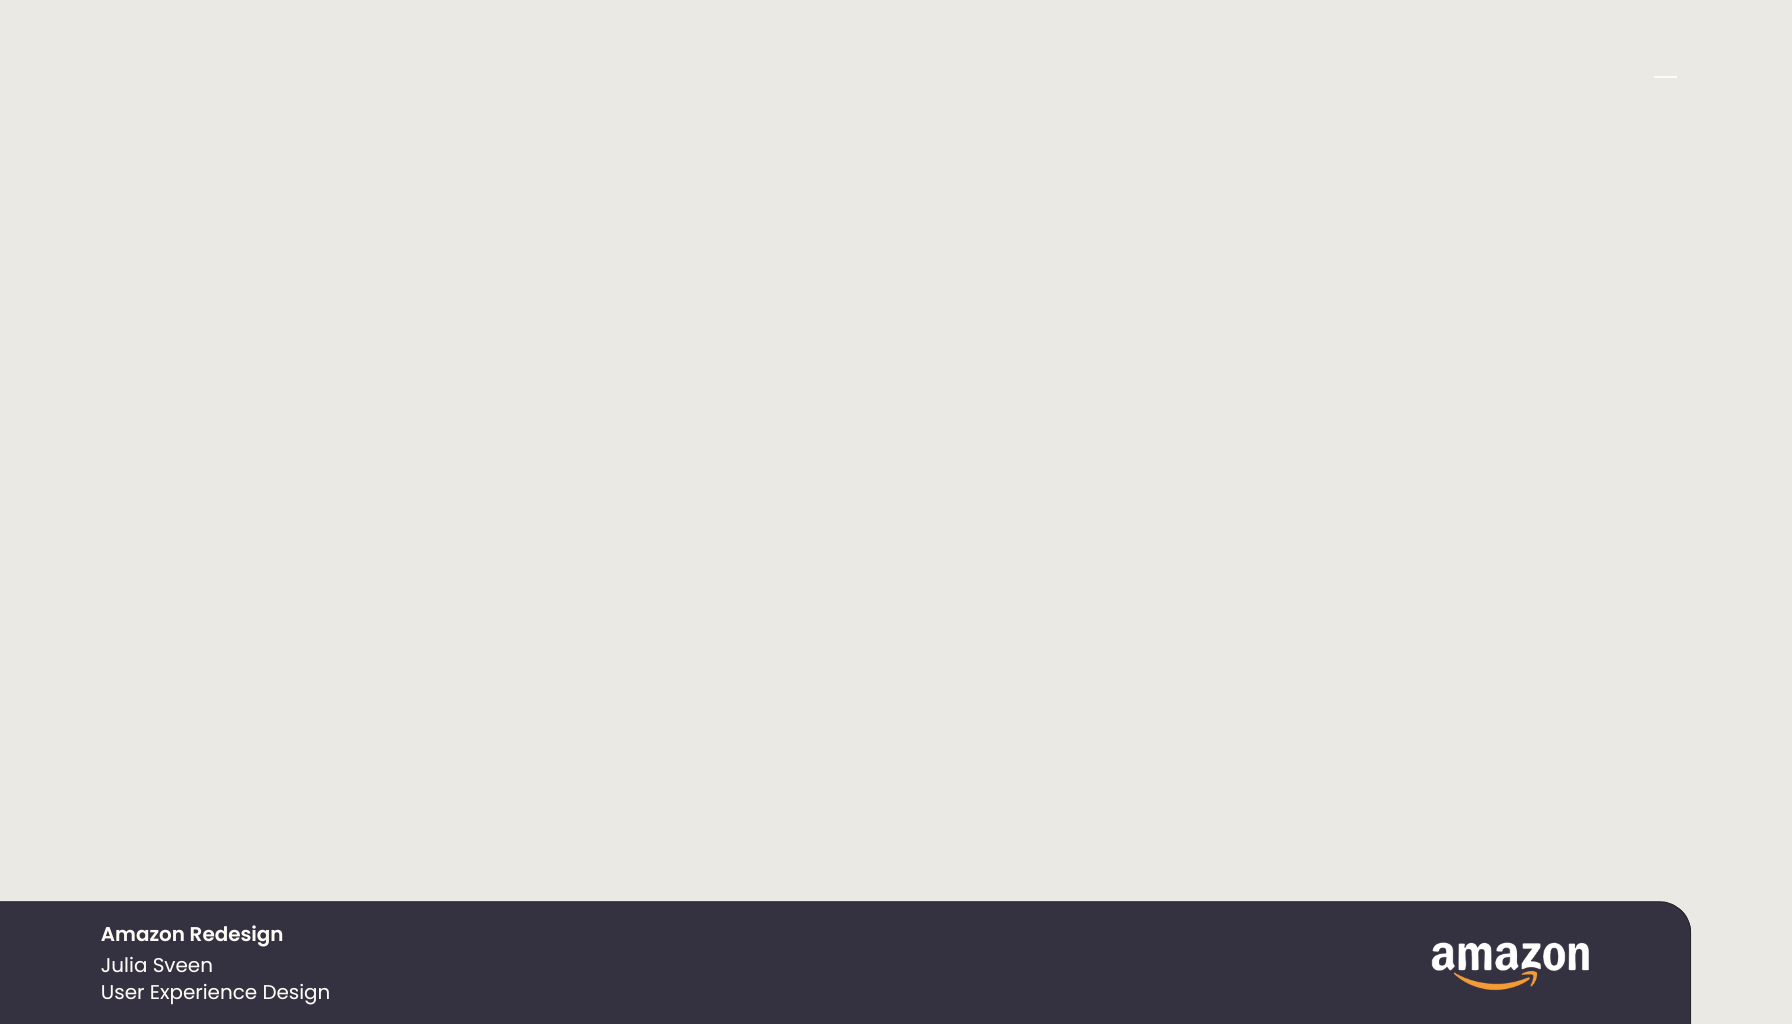 Amazon Redesign
Julia Sveen
User Experience Design
amazon